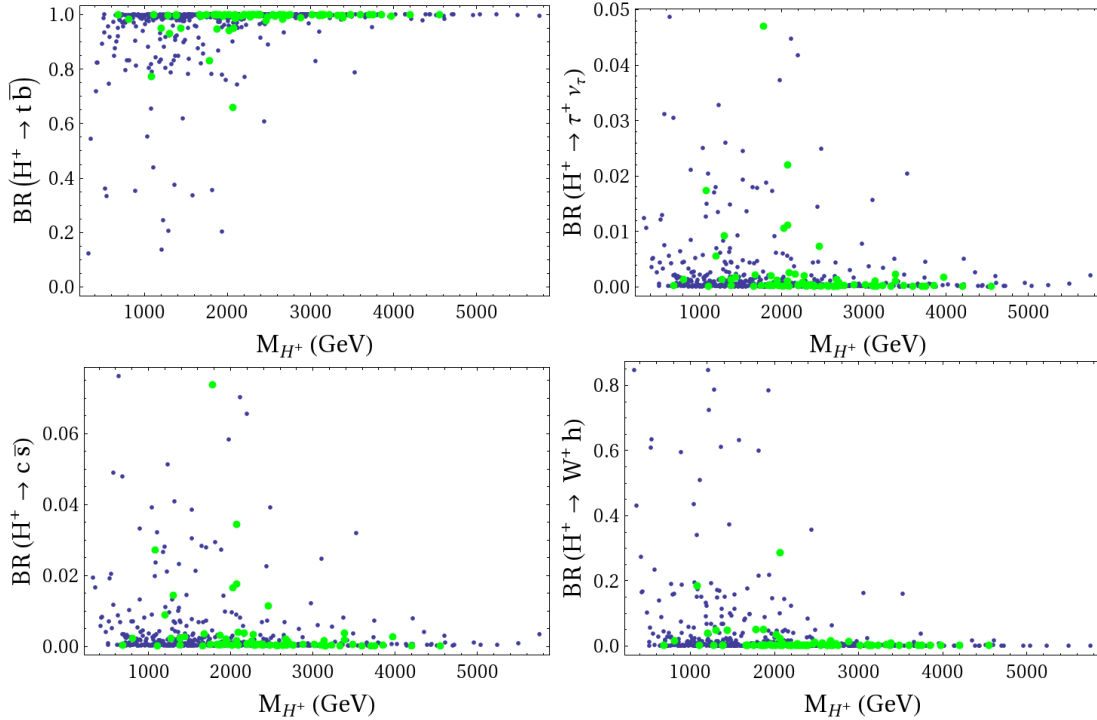 BR (H⁺ → t b̅)
1.0
0.8
0.6
0.4
0.2
0.0
1000 2000 3000 4000 5000
M_{H⁺} (GeV)
BR (H⁺ → τ⁺ ν_τ)
0.05
0.04
0.03
0.02
0.01
0.00
1000 2000 3000 4000 5000
M_{H⁺} (GeV)
BR (H⁺ → c s̅)
0.06
0.04
0.02
0.00
1000 2000 3000 4000 5000
M_{H⁺} (GeV)
BR (H⁺ → W⁺ h)
0.8
0.6
0.4
0.2
0.0
1000 2000 3000 4000 5000
M_{H⁺} (GeV)